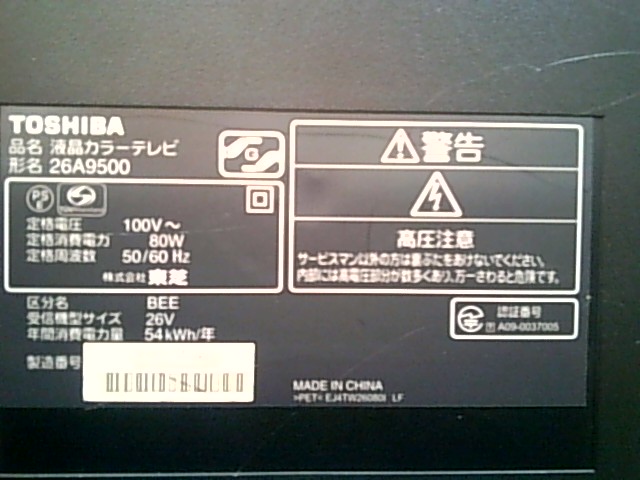 TOSHIBA
品名 液晶カラーテレビ
形名 26A9500
G
PS
E
定格電圧 100V～
定格消費電力 80W
定格周波数 50/60 Hz
株式会社 東芝
区分名 BEE
受信機型サイズ 26V
年間消費電力量 54kWh/年
製造番号
警告
高圧注意
サービスマン以外の方は裏ぶたをあけないでください。
内部には高電圧部分が数多くあり、万一さわると危険です。
認証番号
T A09-0037005
MADE IN CHINA
>PET< EJ4TW26080I LF